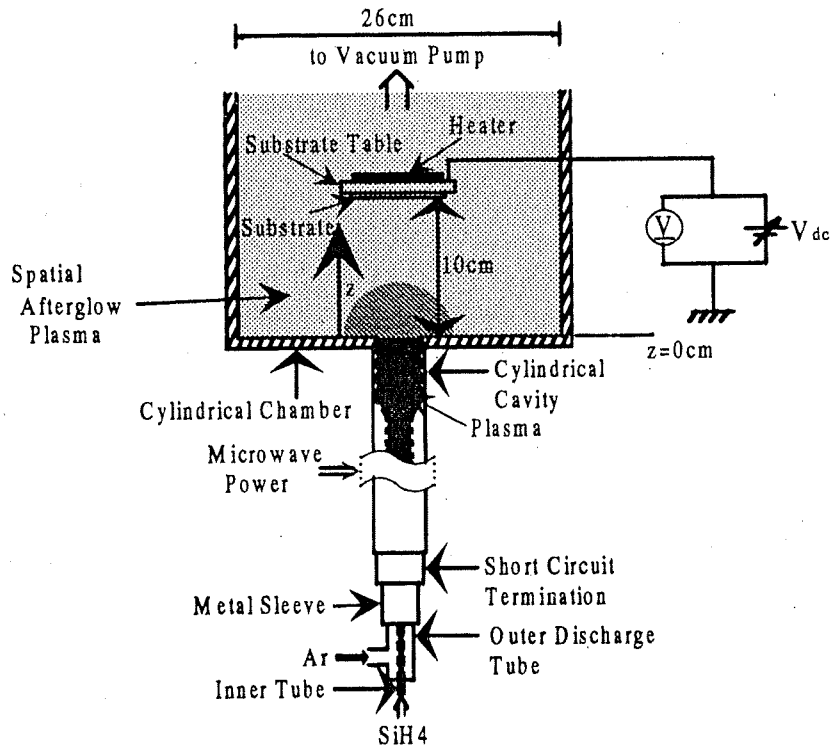 26cm
to Vacuum Pump
Heater
Substrate Table
Substrate
V
Vdc
10cm
z
Spatial
Afterglow
Plasma
z=0cm
Cylindrical Chamber
Cylindrical
Cavity
Plasma
Microwave
Power
Short Circuit
Termination
Metal Sleeve
Outer Discharge
Tube
Ar
Inner Tube
SiH4